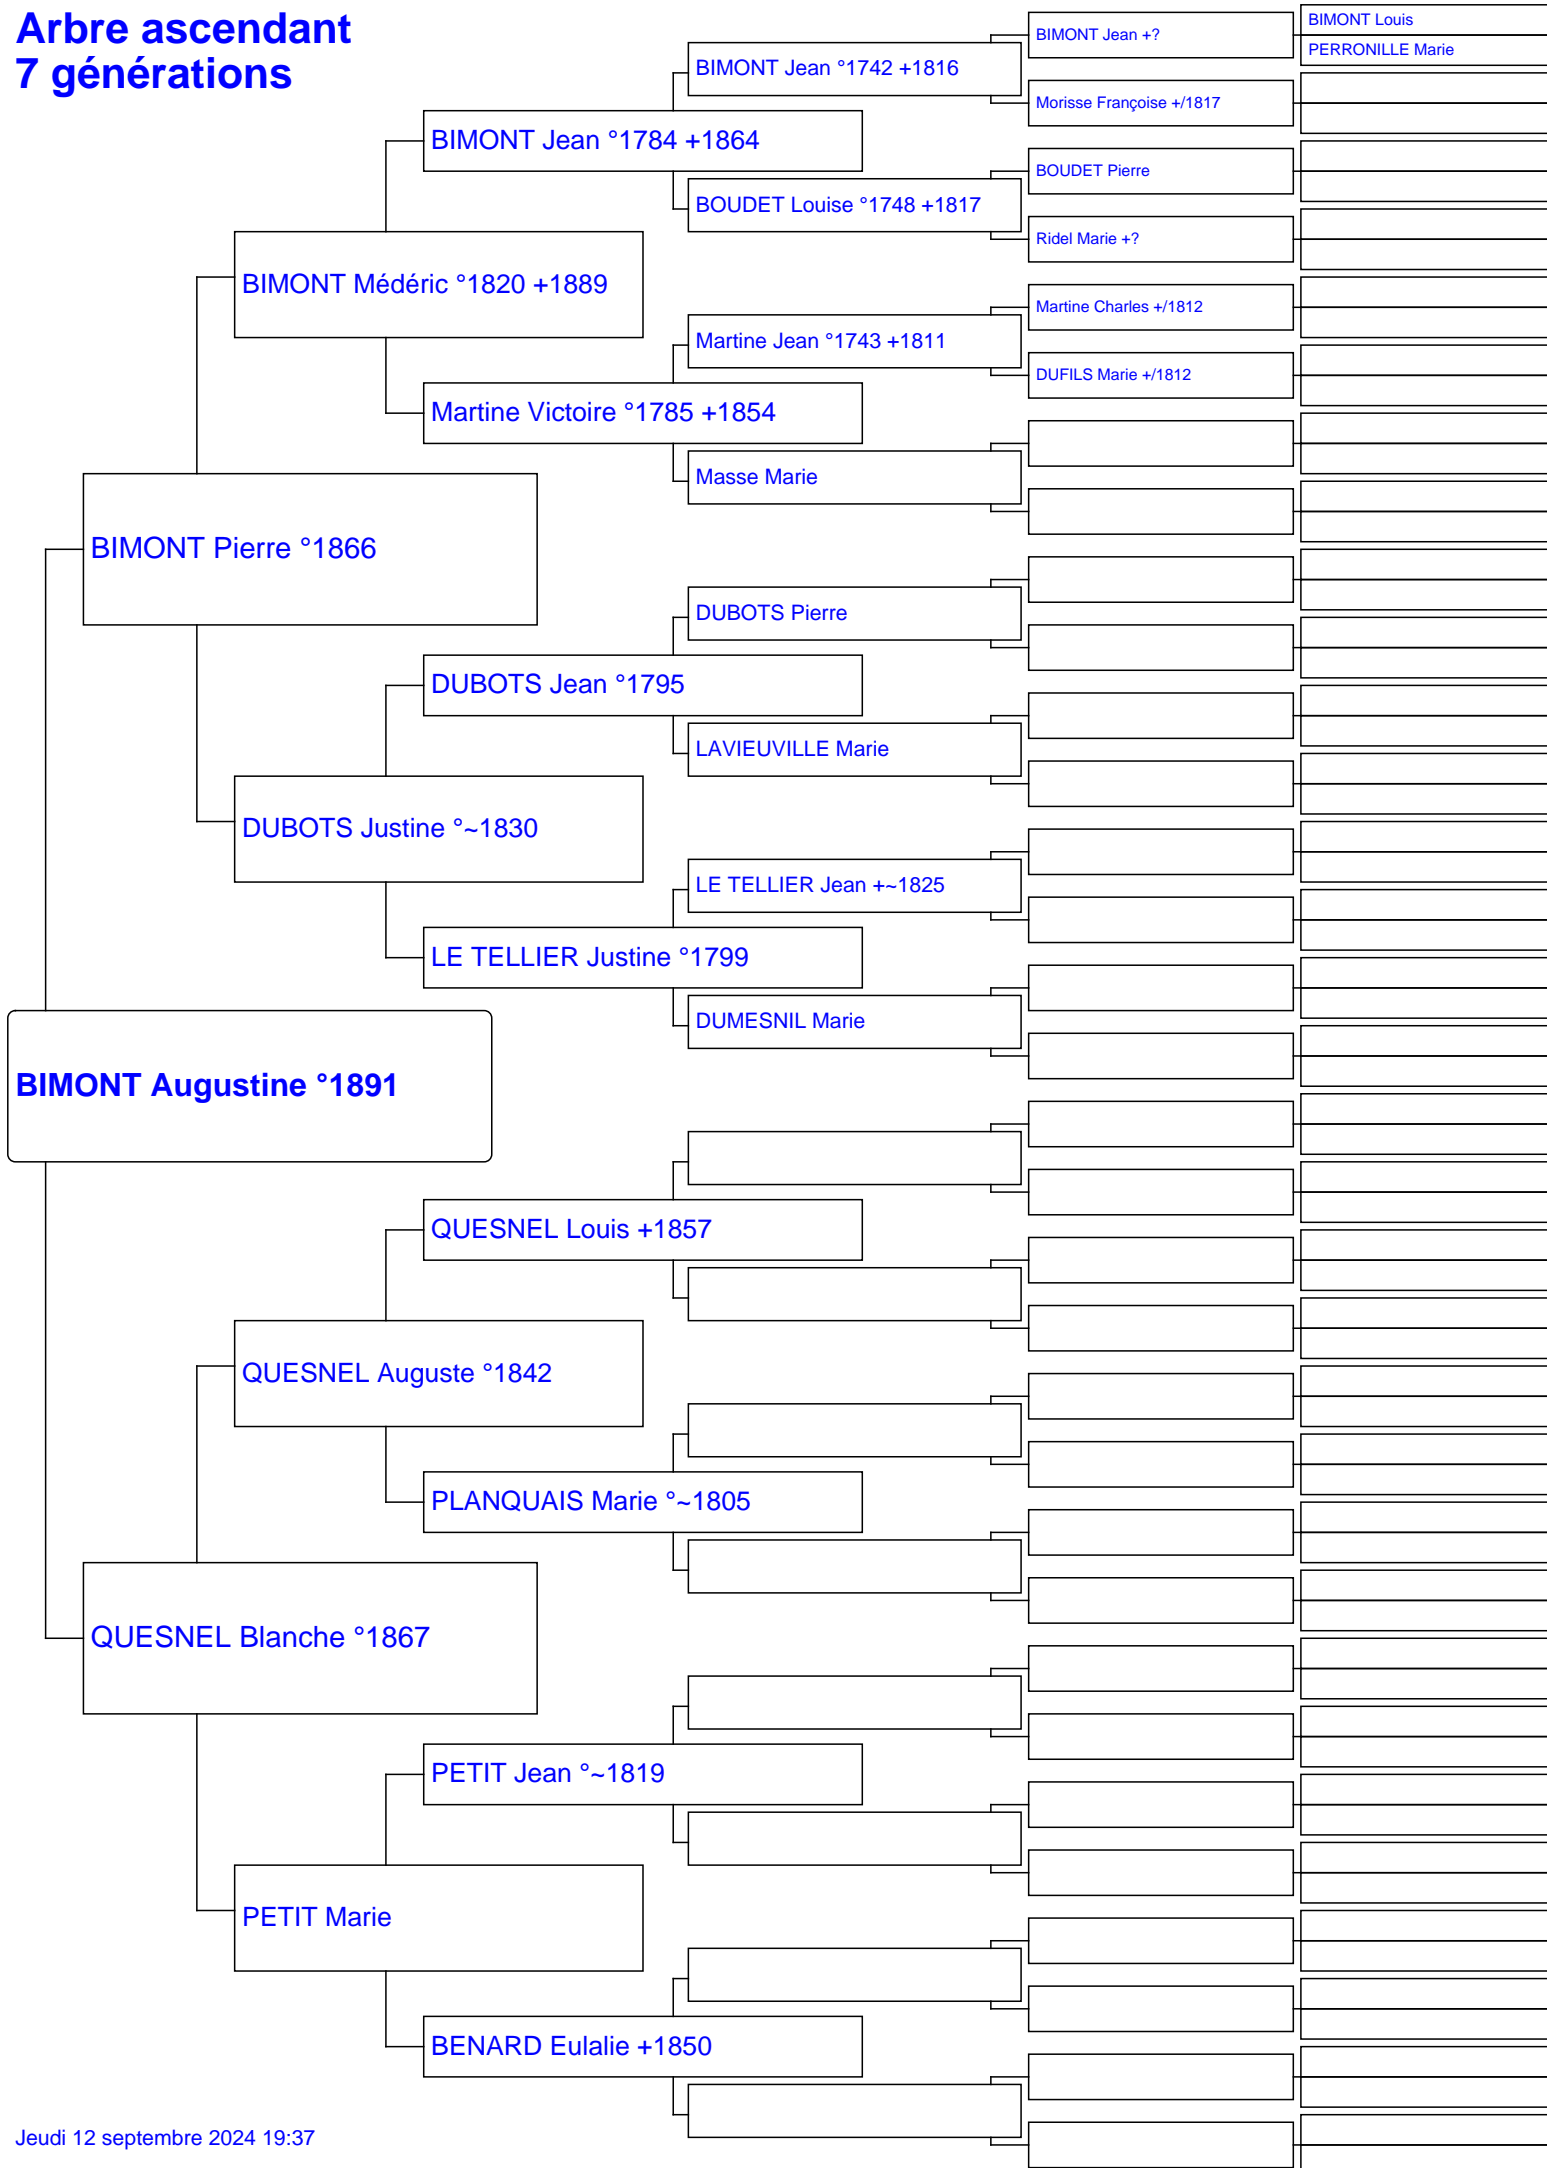 Arbre ascendant
7 générations
BIMONT Augustine °1891
BIMONT Pierre °1866
QUESNEL Blanche °1867
BIMONT Médéric °1820 +1889
DUBOTS Justine °~1830
QUESNEL Auguste °1842
PETIT Marie
BIMONT Jean °1784 +1864
Martine Victoire °1785 +1854
DUBOTS Jean °1795
LE TELLIER Justine °1799
QUESNEL Louis +1857
PLANQUAIS Marie °~1805
PETIT Jean °~1819
BENARD Eulalie +1850
BIMONT Jean °1742 +1816
BOUDET Louise °1748 +1817
Martine Jean °1743 +1811
Masse Marie
DUBOTS Pierre
LAVIEUVILLE Marie
LE TELLIER Jean +~1825
DUMESNIL Marie
BIMONT Jean +?
Morisse Françoise +/1817
BOUDET Pierre
Ridel Marie +?
Martine Charles +/1812
DUFILS Marie +/1812
BIMONT Louis
PERRONILLE Marie
Jeudi 12 septembre 2024 19:37